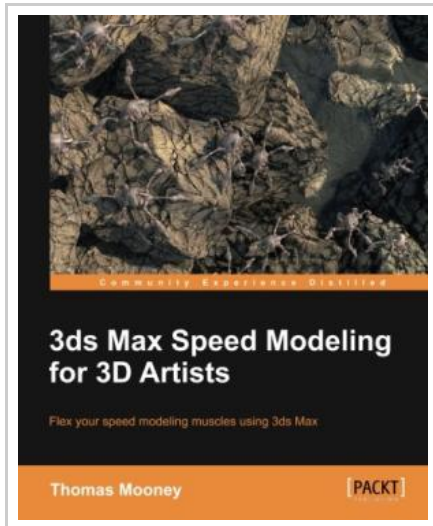 Community Experience Distilled
3ds Max Speed Modeling
for 3D Artists
Flex your speed modeling muscles using 3ds Max
Thomas Mooney
[PACKT]
PUBLISHING